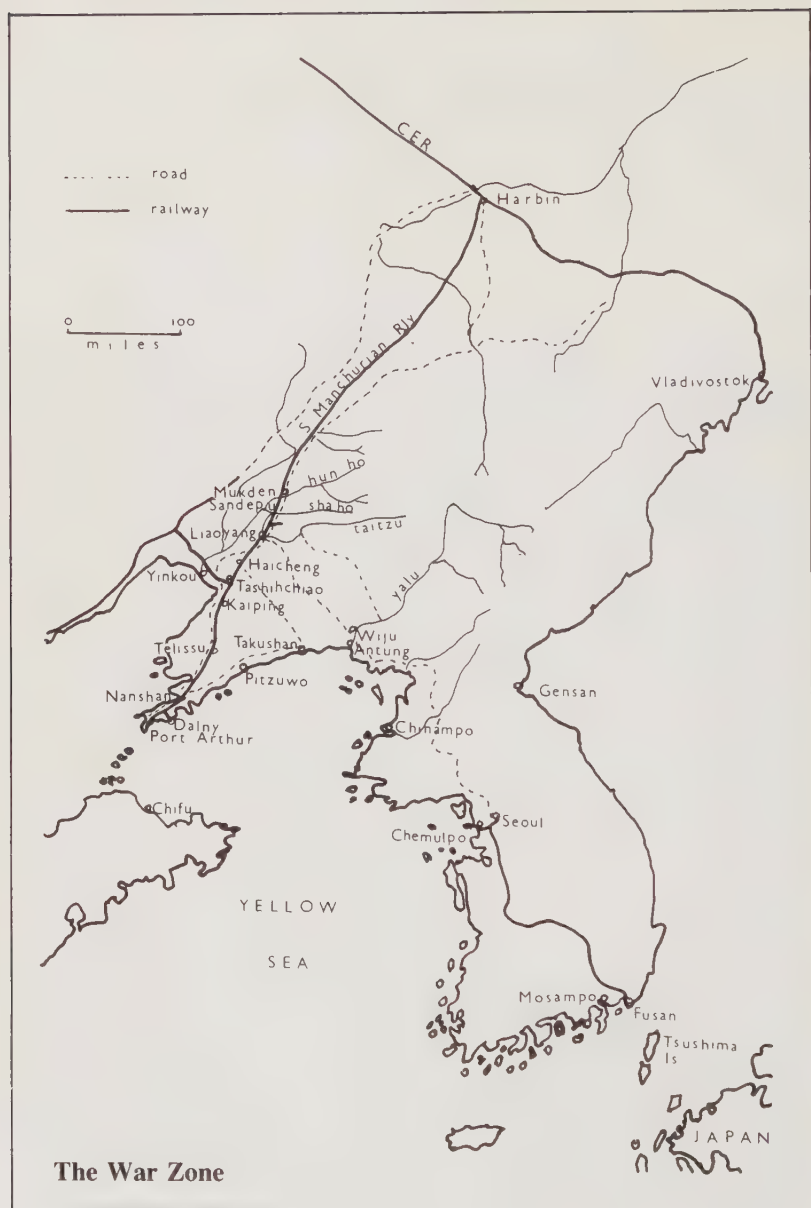 CER
road
railway
Harbin
0 100
miles
S Manchurian Rly
Vladivostok
Mukden
hun ho
Sandepu
sha ho
Liaoyang
taitzu
Haicheng
Yinkou
Tashihchiao
yalu
Kaiping
Wiju
Telissu
Takushan
Antung
Pitzuwo
Nanshan
Gensan
Dalny
Port Arthur
Chinampo
Chifu
Seoul
Chemulpo
YELLOW
SEA
Mosampo
Fusan
Tsushima
Is
JAPAN
The War Zone